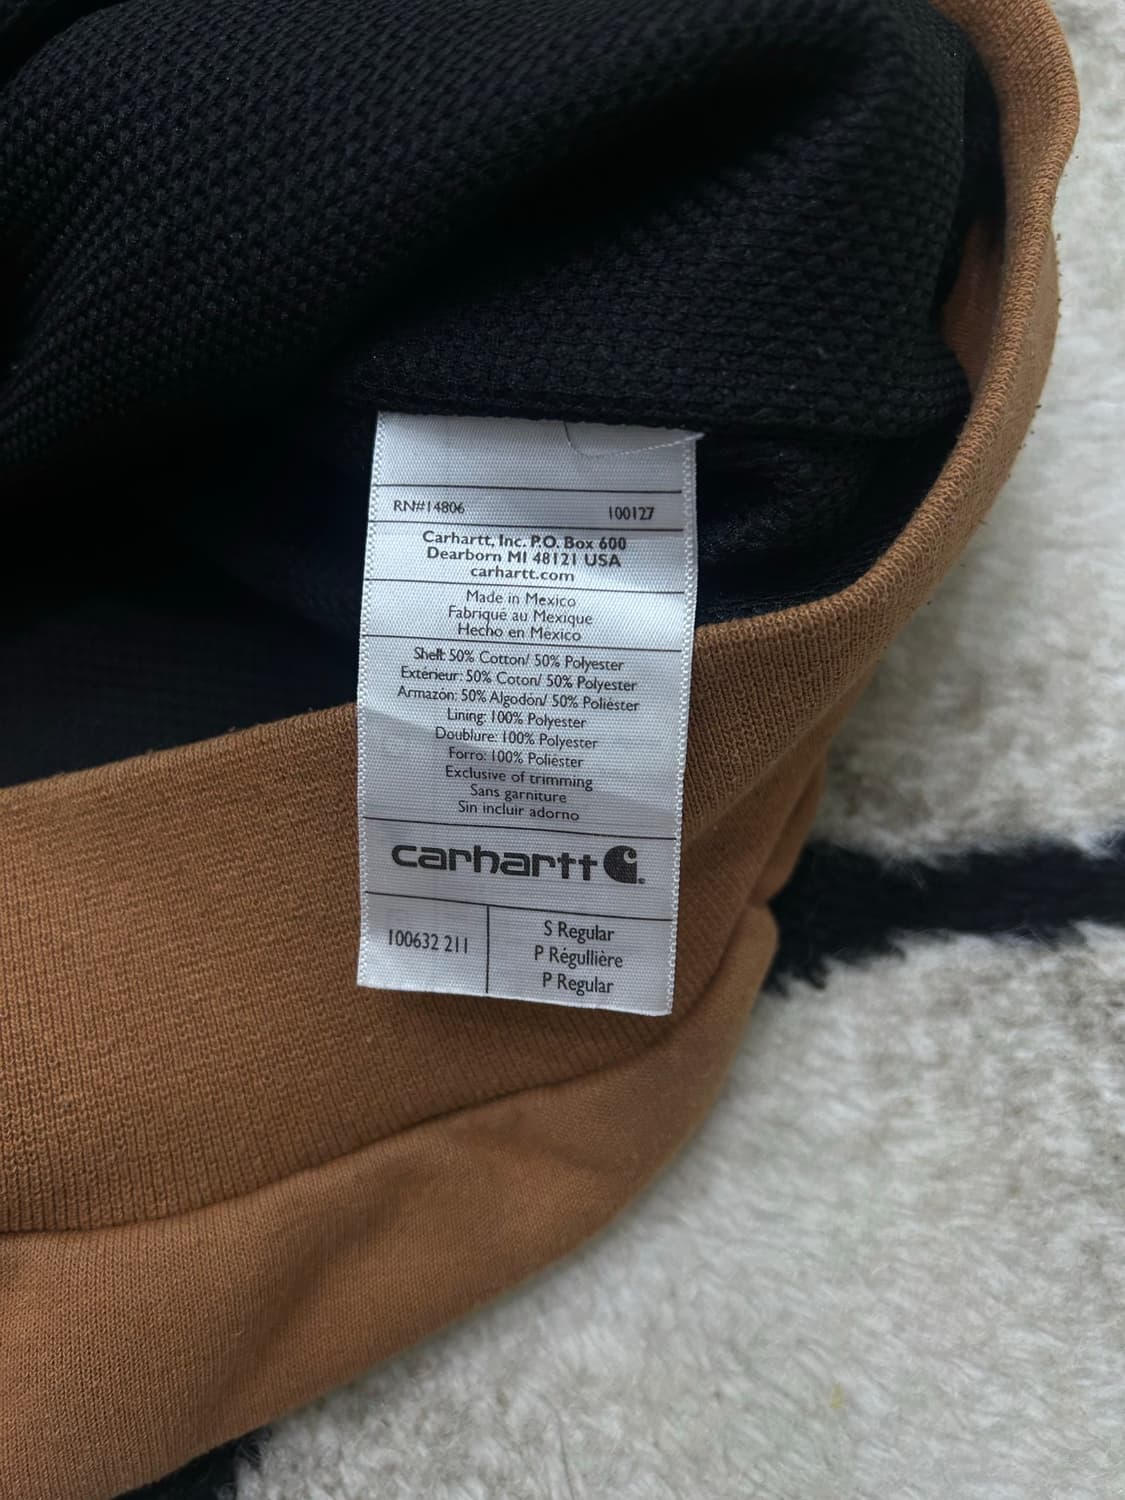 RN#14806 100127
Carhartt, Inc. P.O. Box 600
Dearborn MI 48121 USA
carhartt.com
Made in Mexico
Fabriqué au Mexique
Hecho en Mexico
Shell: 50% Cotton/ 50% Polyester
Extérieur: 50% Coton/ 50% Polyester
Armazón: 50% Algodón/ 50% Poliéster
Lining: 100% Polyester
Doublure: 100% Polyester
Forro: 100% Poliéster
Exclusive of trimming
Sans garniture
Sin incluir adorno
carhartt
100632 211
S Regular
P Régullière
P Regular